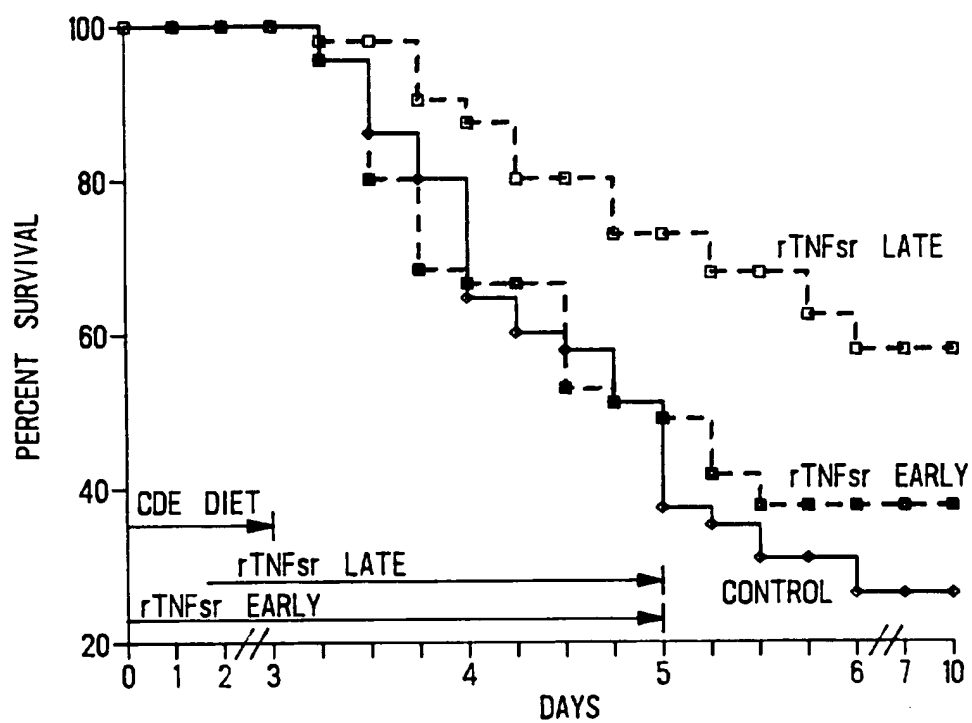 100
80
60
40
20
PERCENT SURVIVAL
rTNFsr LATE
rTNFsr EARLY
CONTROL
CDE DIET
rTNFsr LATE
rTNFsr EARLY
0 1 2 3 4 5 6 7 10
DAYS